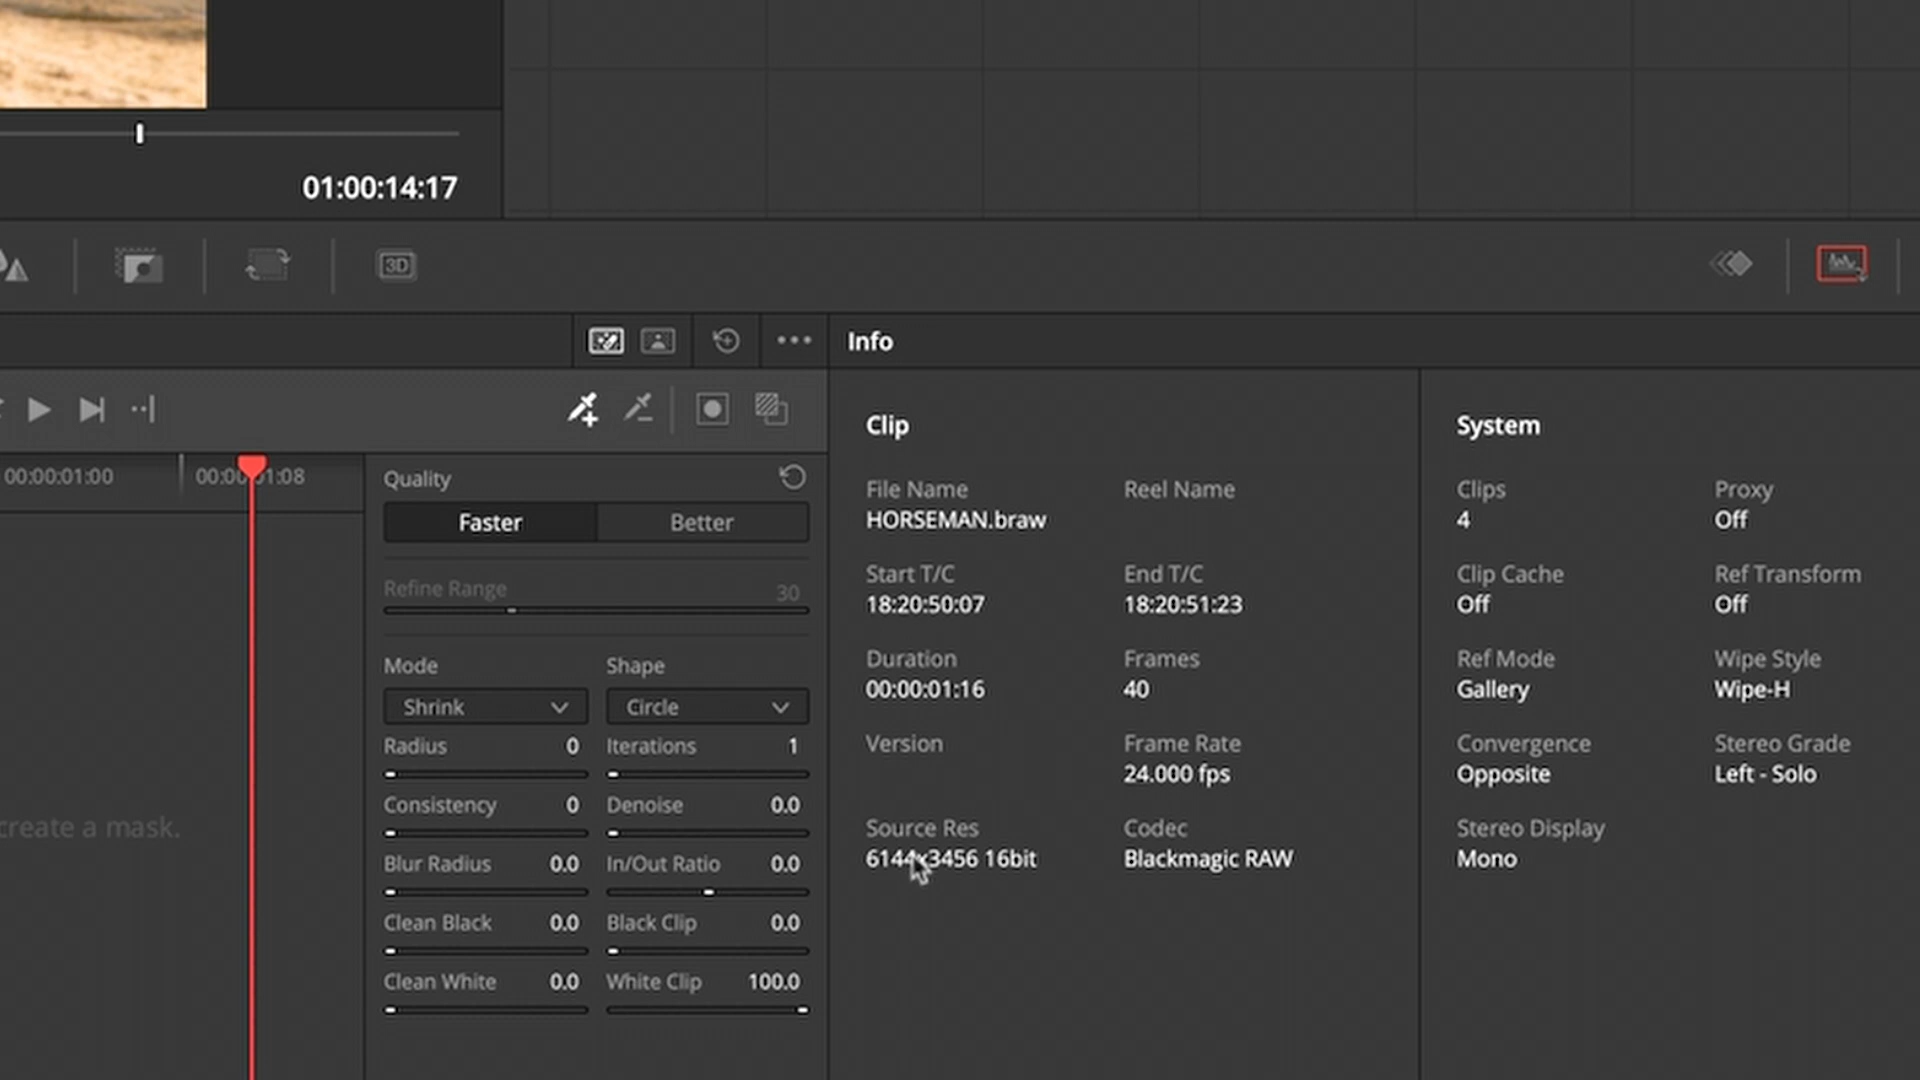 01:00:14:17
3D
Info
00:00:01:00
Quality
Faster Better
Refine Range 30
Mode Shape
Shrink Circle
Radius 0 Iterations 1
Consistency 0 Denoise 0.0
Blur Radius 0.0 In/Out Ratio 0.0
Clean Black 0.0 Black Clip 0.0
Clean White 0.0 White Clip 100.0
create a mask.
Clip
File Name Reel Name
HORSEMAN.braw
Start T/C End T/C
18:20:50:07 18:20:51:23
Duration Frames
00:00:01:16 40
Version Frame Rate
24.000 fps
Source Res Codec
6144x3456 16bit Blackmagic RAW
System
Clips Proxy
4 Off
Clip Cache Ref Transform
Off Off
Ref Mode Wipe Style
Gallery Wipe-H
Convergence Stereo Grade
Opposite Left - Solo
Stereo Display
Mono